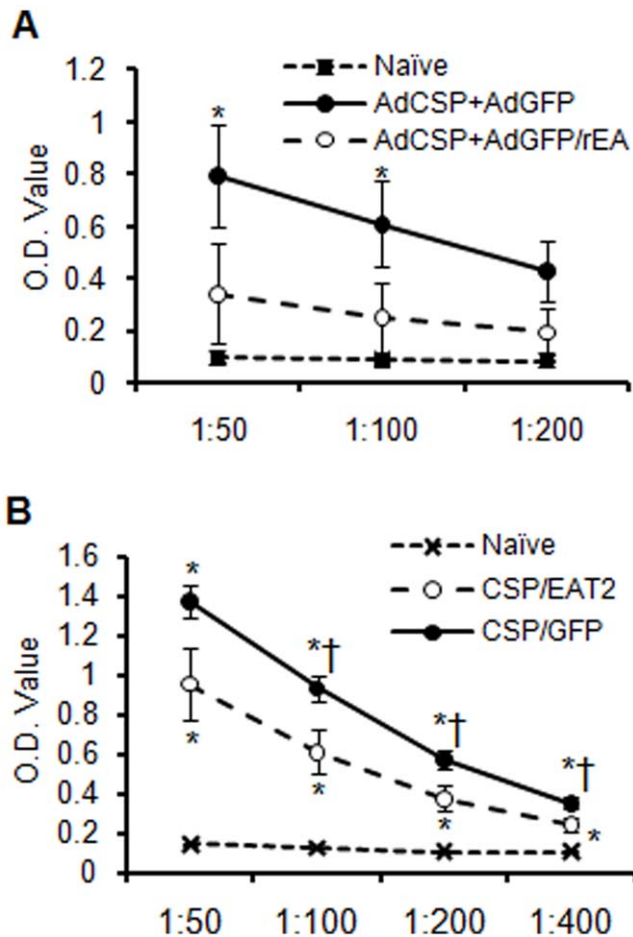 A
1.2
1
0.8
0.6
0.4
0.2
0
O.D. Value
Naïve
AdCSP+AdGFP
AdCSP+AdGFP/rEA
*
*
1:50 1:100 1:200
B
1.6
1.4
1.2
1
0.8
0.6
0.4
0.2
0
O.D. Value
Naïve
CSP/EAT2
CSP/GFP
*
*†
*†
*†
*
*
*
*
1:50 1:100 1:200 1:400